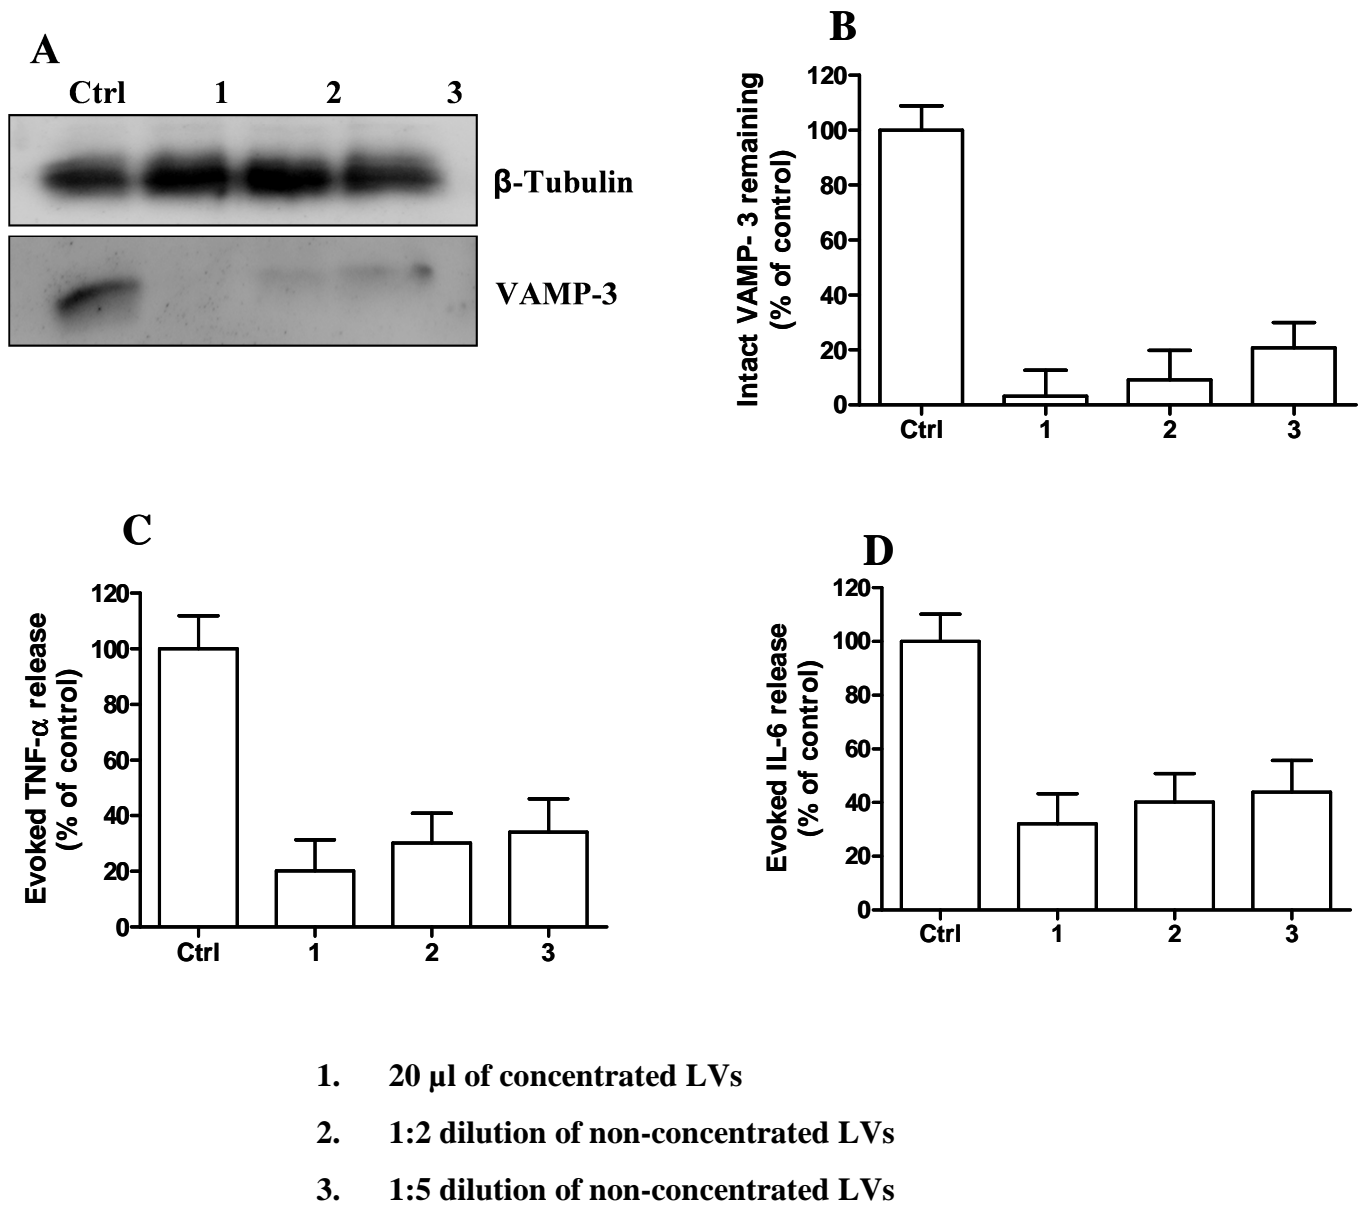 A
Ctrl 1 2 3
β-Tubulin
VAMP-3
B
Intact VAMP- 3 remaining
(% of control)
120
100
80
60
40
20
0
Ctrl 1 2 3
C
Evoked TNF-α release
(% of control)
120
100
80
60
40
20
0
Ctrl 1 2 3
D
Evoked IL-6 release
(% of control)
120
100
80
60
40
20
0
Ctrl 1 2 3
1. 20 µl of concentrated LVs
2. 1:2 dilution of non-concentrated LVs
3. 1:5 dilution of non-concentrated LVs